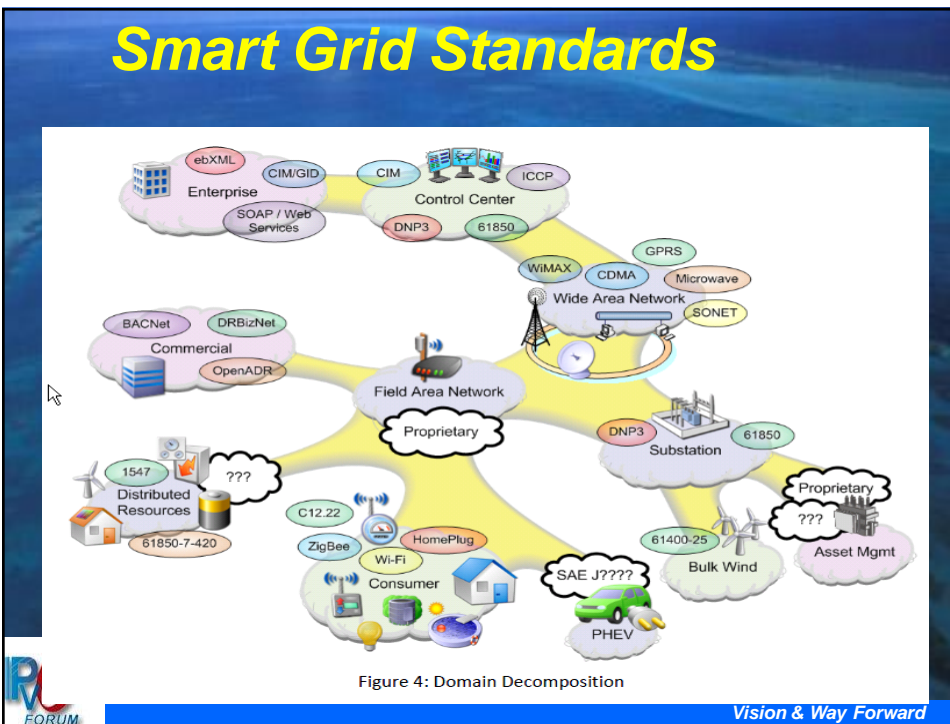 Smart Grid Standards
ebXML
CIM/GID
Enterprise
SOAP / Web
Services
CIM
ICCP
Control Center
DNP3
61850
GPRS
WiMAX
CDMA
Microwave
Wide Area Network
SONET
BACNet
DRBizNet
Commercial
OpenADR
Field Area Network
Proprietary
DNP3
61850
Substation
1547
???
Distributed
Resources
61850-7-420
C12.22
ZigBee
HomePlug
Wi-Fi
Consumer
SAE J????
PHEV
61400-25
Bulk Wind
Proprietary
???
Asset Mgmt
Figure 4: Domain Decomposition
IPv6
FORUM
Vision & Way Forward